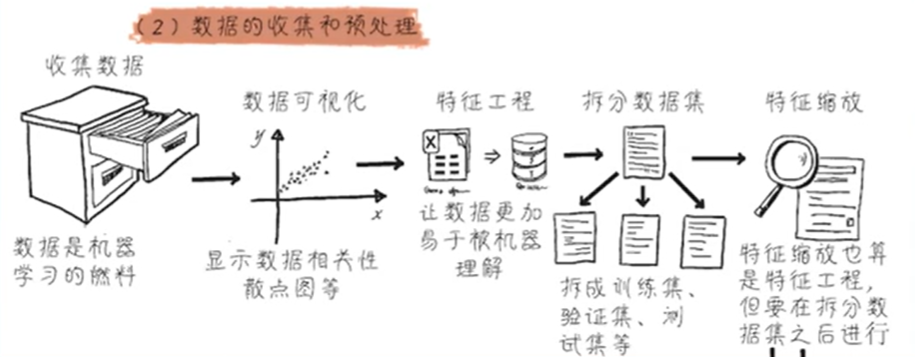 （2）数据的收集和预处理
收集数据
数据是机器
学习的燃料
数据可视化
y
x
显示数据相关性
散点图等
特征工程
X
让数据更加
易于被机器
理解
拆分数据集
拆成训练集、
验证集、测
试集等
特征缩放
特征缩放也算
是特征工程，
但要在拆分数
据集之后进行